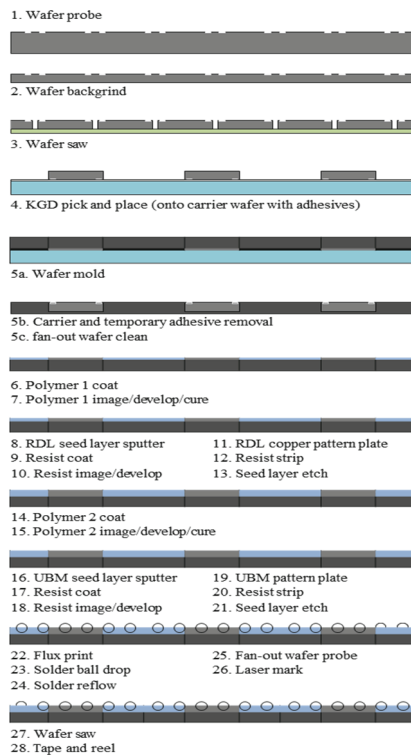 1. Wafer probe
2. Wafer backgrind
3. Wafer saw
4. KGD pick and place (onto carrier wafer with adhesives)
5a. Wafer mold
5b. Carrier and temporary adhesive removal
5c. fan-out wafer clean
6. Polymer 1 coat
7. Polymer 1 image/develop/cure
8. RDL seed layer sputter
9. Resist coat
10. Resist image/develop
11. RDL copper pattern plate
12. Resist strip
13. Seed layer etch
14. Polymer 2 coat
15. Polymer 2 image/develop/cure
16. UBM seed layer sputter
17. Resist coat
18. Resist image/develop
19. UBM pattern plate
20. Resist strip
21. Seed layer etch
22. Flux print
23. Solder ball drop
24. Solder reflow
25. Fan-out wafer probe
26. Laser mark
27. Wafer saw
28. Tape and reel